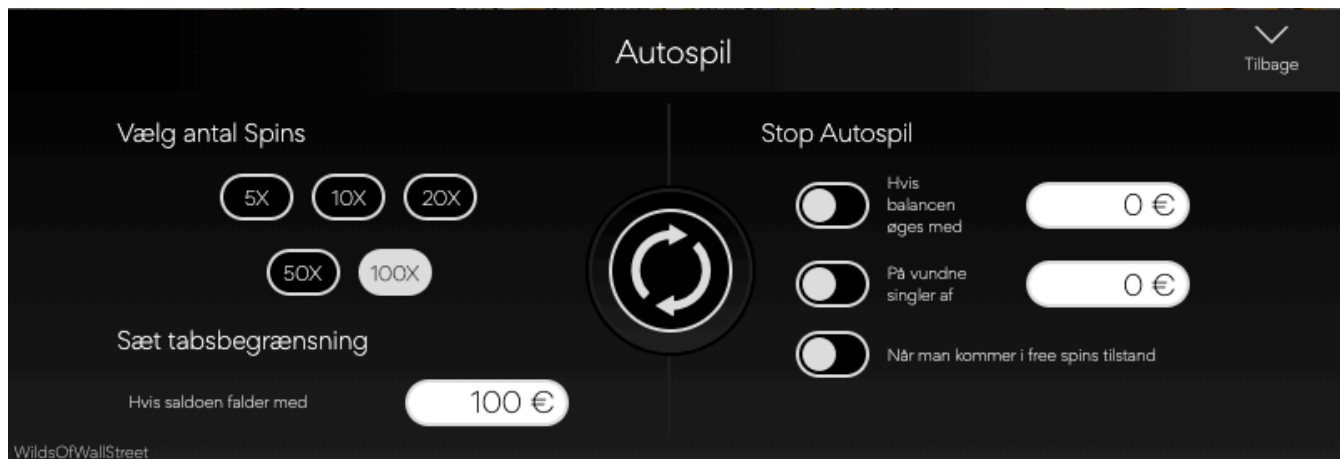 Autospil
Tilbage
Vælg antal Spins
5X 10X 20X
50X 100X
Sæt tabsbegrænsning
Hvis saldoen falder med 100 €
Stop Autospil
Hvis
balancen
øges med
0 €
På vundne
singler af
0 €
Når man kommer i free spins tilstand
WildsOfWallStreet